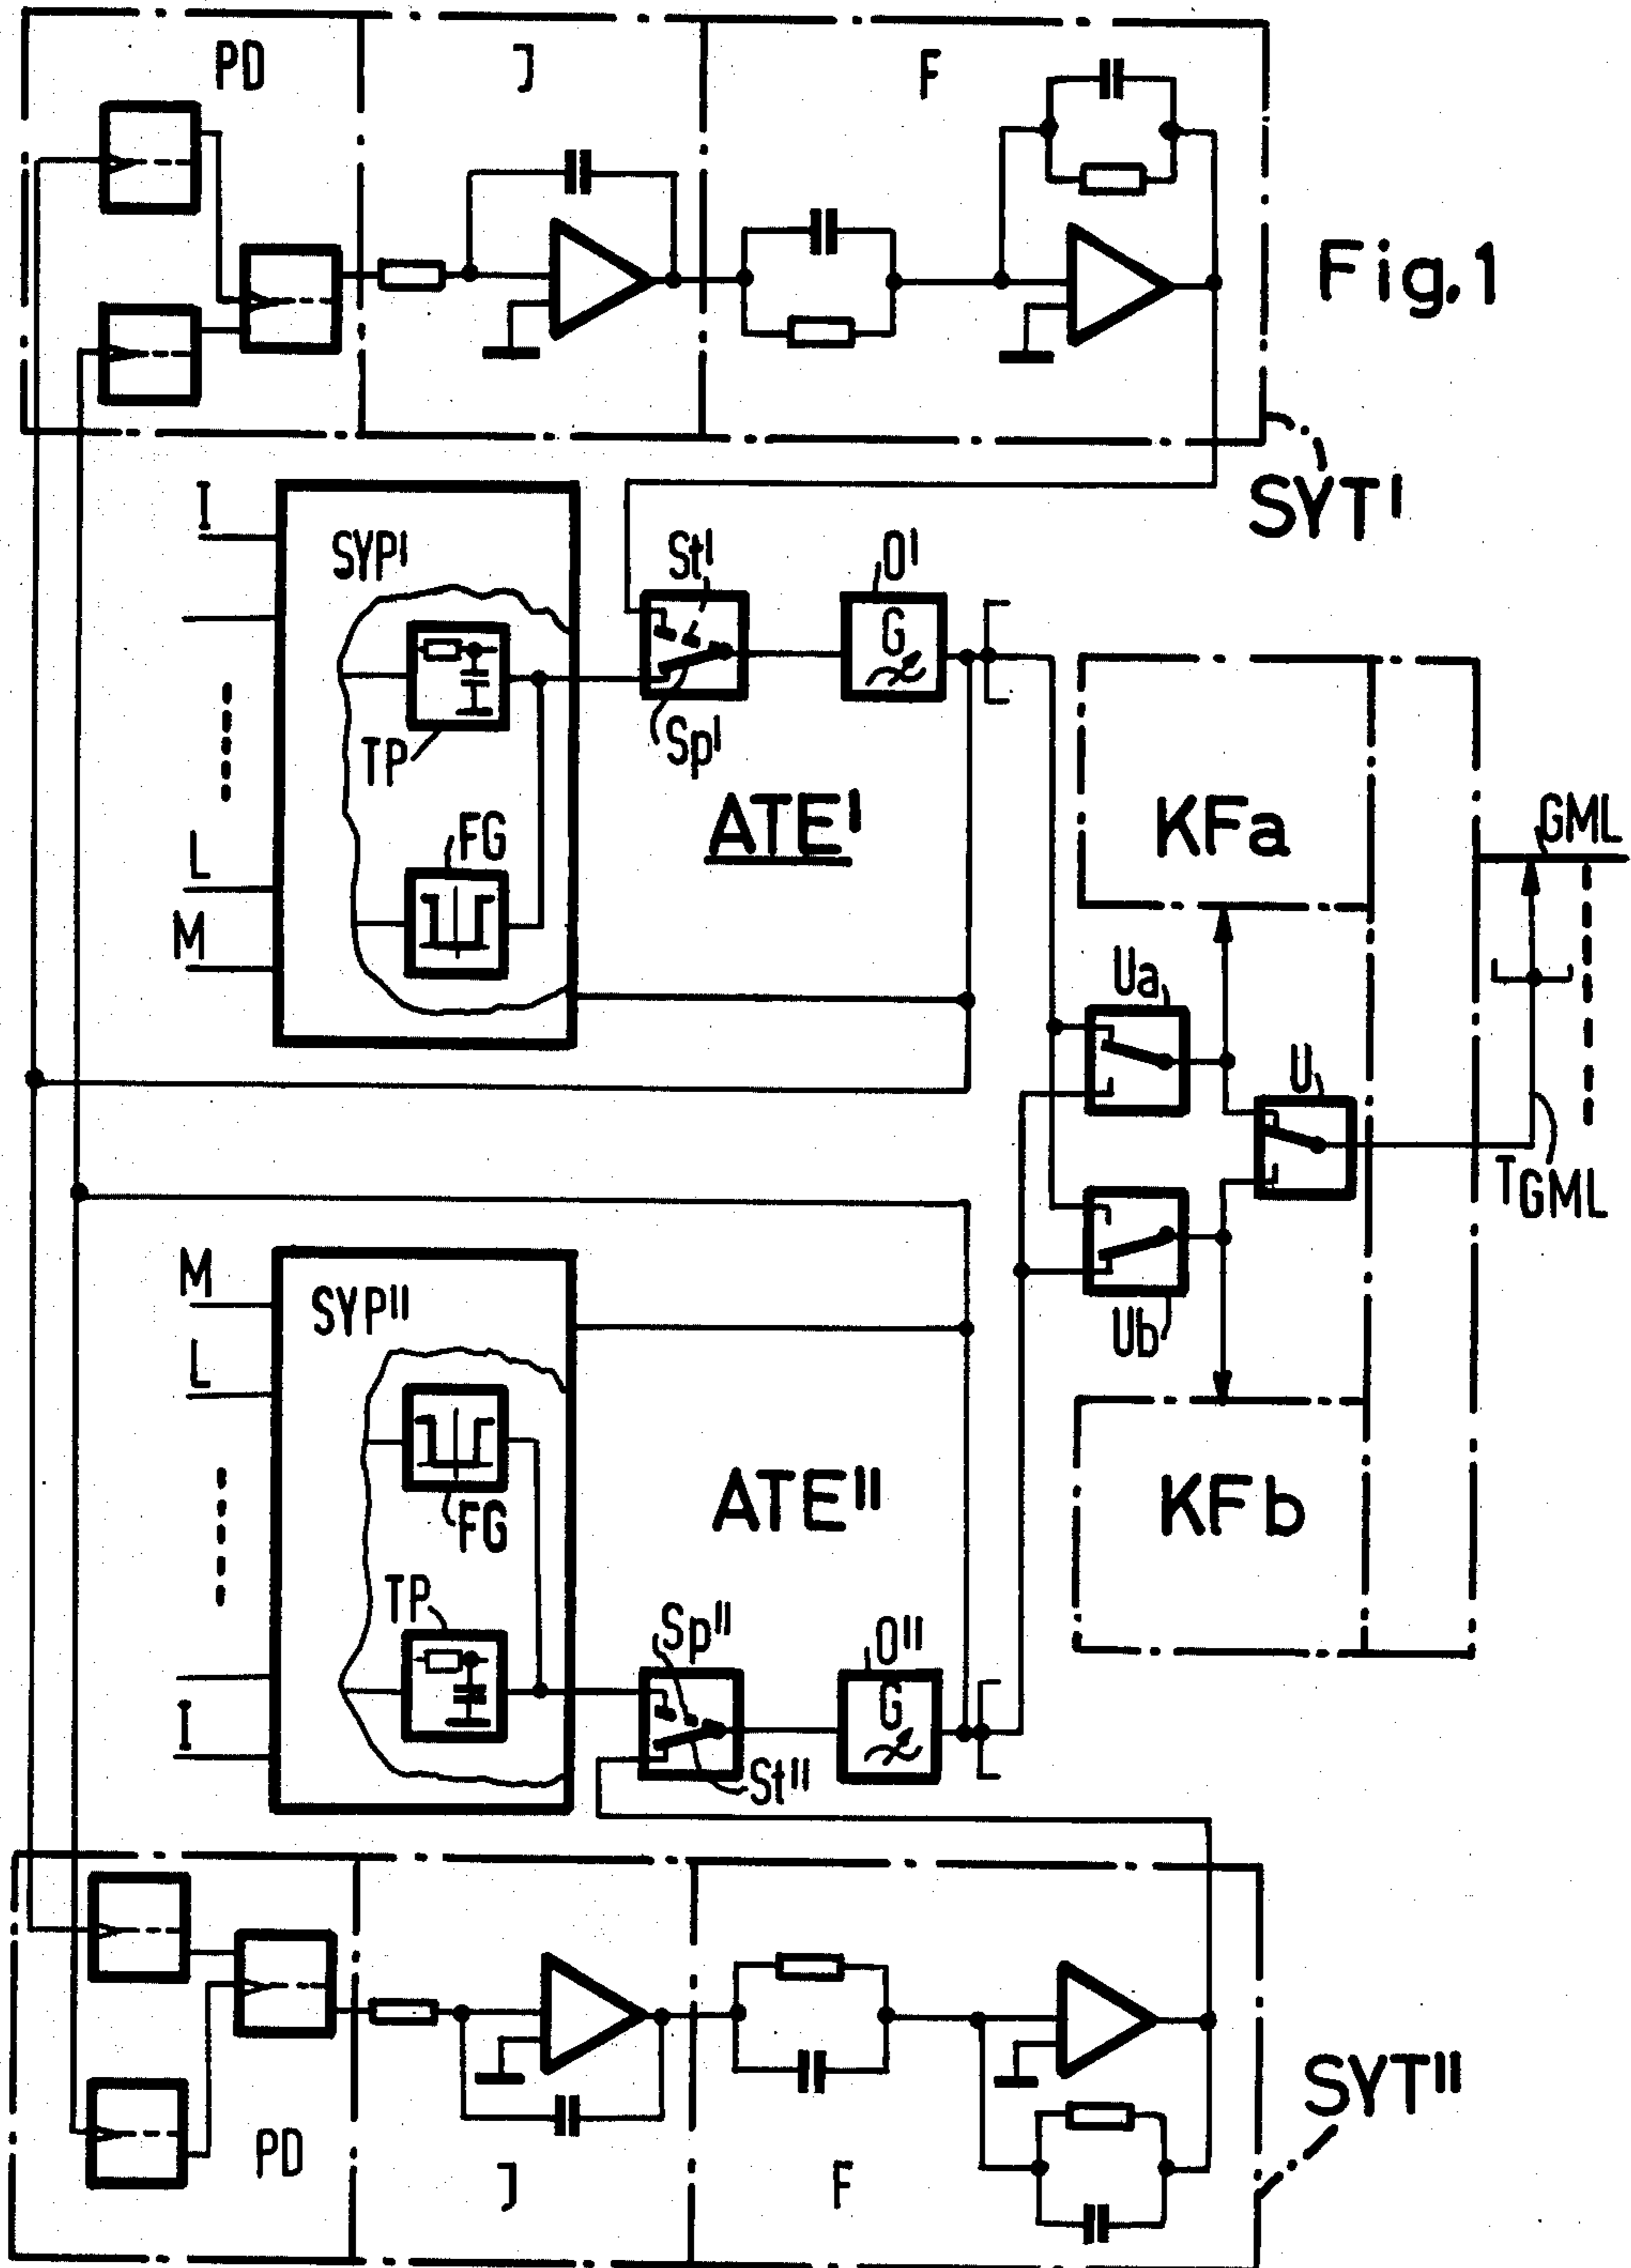 PD
J
F
Fig.1
SYT'
I
SYP'
St'
O'
G
Sp'
TP
ATE'
KFa
GML
L
FG
M
Ua
U
TGML
M
SYP"
Ub
L
ATE"
KFb
FG
TP
Sp"
O"
G
I
St"
SYT"
PD
J
F